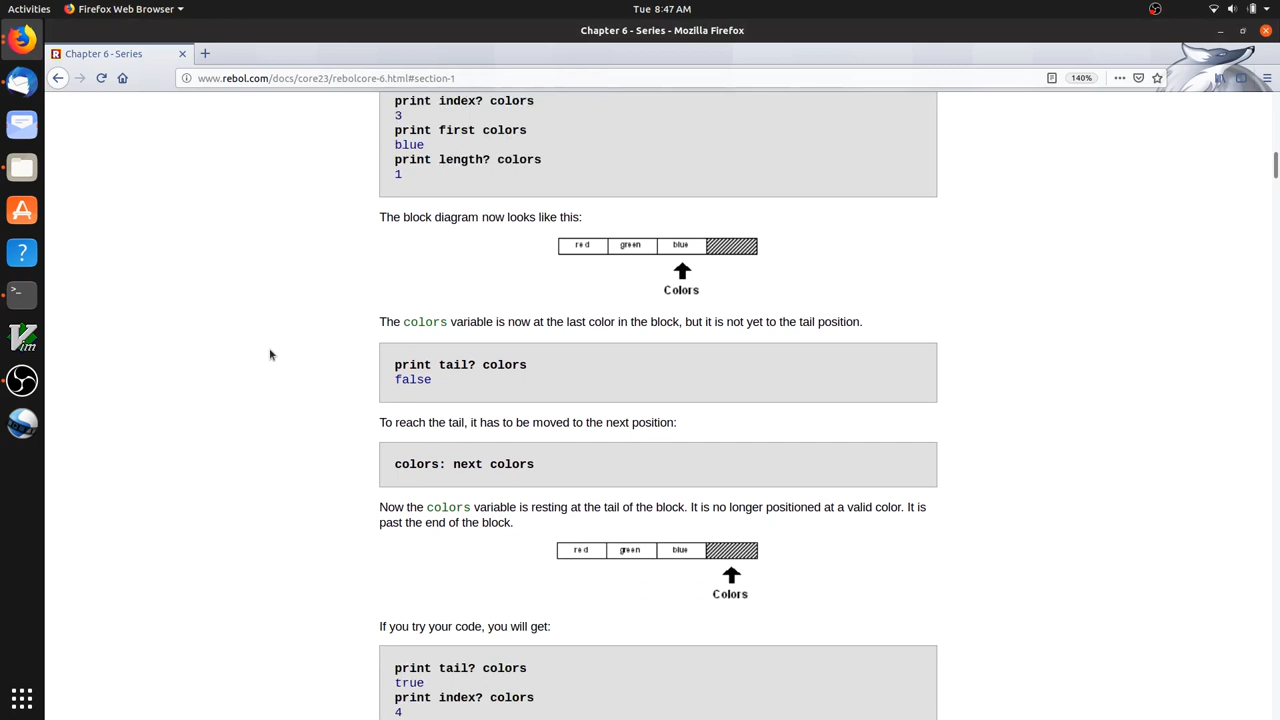 Activities
Firefox Web Browser
Tue 8:47 AM
Chapter 6 - Series - Mozilla Firefox
R Chapter 6 - Series
www.rebol.com/docs/core23/rebolcore-6.html#section-1
140%
print index? colors
3
print first colors
blue
print length? colors
1
The block diagram now looks like this:
red green blue
Colors
The colors variable is now at the last color in the block, but it is not yet to the tail position.
print tail? colors
false
To reach the tail, it has to be moved to the next position:
colors: next colors
Now the colors variable is resting at the tail of the block. It is no longer positioned at a valid color. It is
past the end of the block.
red green blue
Colors
If you try your code, you will get:
print tail? colors
true
print index? colors
4